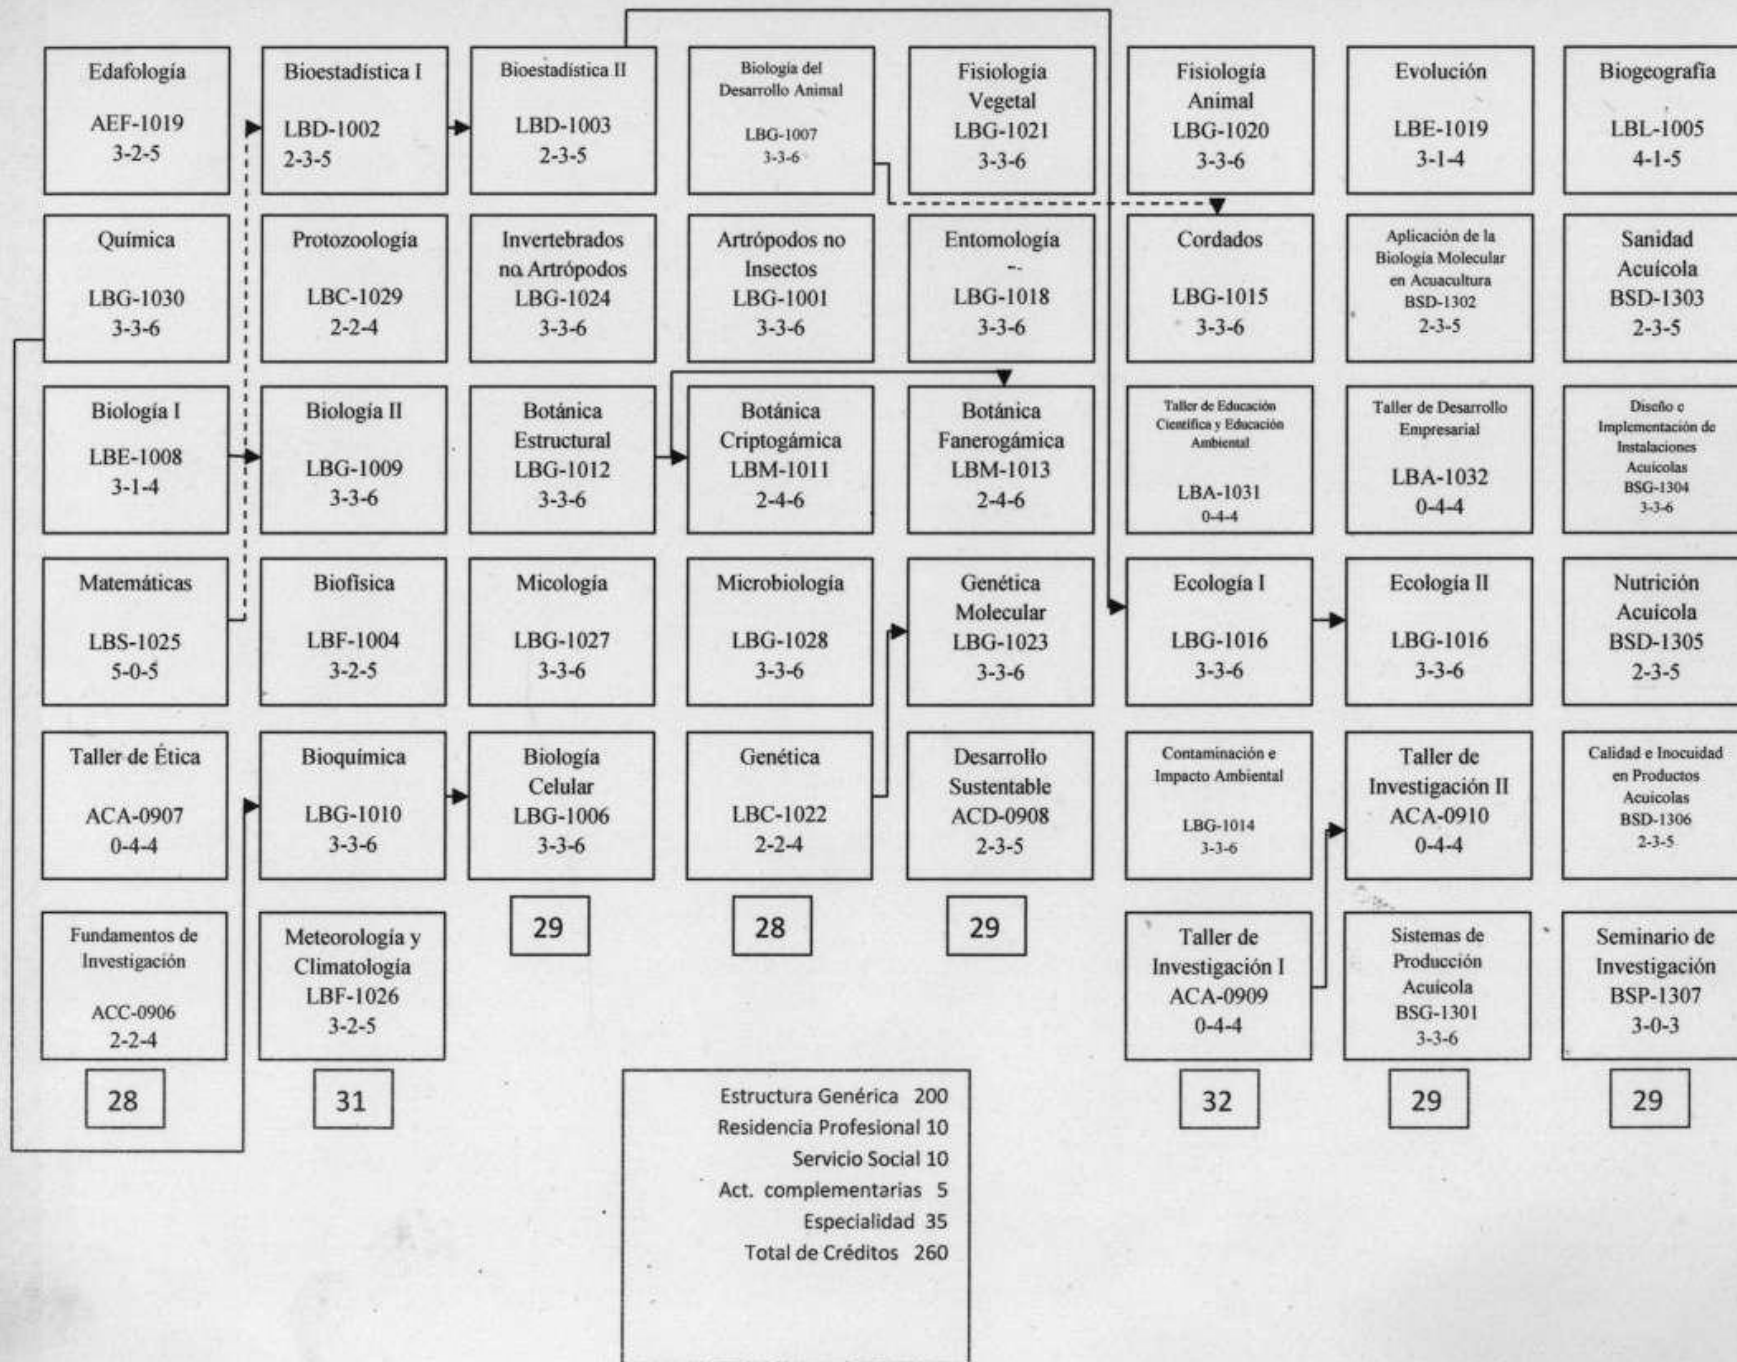 Edafología
AEF-1019
3-2-5
Bioestadística I
LBD-1002
2-3-5
Bioestadística II
LBD-1003
2-3-5
Biología del
Desarrollo Animal
LBG-1007
3-3-6
Fisiología
Vegetal
LBG-1021
3-3-6
Fisiología
Animal
LBG-1020
3-3-6
Evolución
LBE-1019
3-1-4
Biogeografía
LBL-1005
4-1-5
Química
LBG-1030
3-3-6
Protozoología
LBC-1029
2-2-4
Invertebrados
no Artrópodos
LBG-1024
3-3-6
Artrópodos no
Insectos
LBG-1001
3-3-6
Entomología
LBG-1018
3-3-6
Cordados
LBG-1015
3-3-6
Aplicación de la
Biología Molecular
en Acuacultura
BSD-1302
2-3-5
Sanidad
Acuícola
BSD-1303
2-3-5
Biología I
LBE-1008
3-1-4
Biología II
LBG-1009
3-3-6
Botánica
Estructural
LBG-1012
3-3-6
Botánica
Criptogámica
LBM-1011
2-4-6
Botánica
Fanerogámica
LBM-1013
2-4-6
Taller de Educación
Científica y Educación
Ambiental
LBA-1031
0-4-4
Taller de Desarrollo
Empresarial
LBA-1032
0-4-4
Diseño e
Implementación de
Instalaciones
Acuícolas
BSG-1304
3-3-6
Matemáticas
LBS-1025
5-0-5
Biofísica
LBF-1004
3-2-5
Micología
LBG-1027
3-3-6
Microbiología
LBG-1028
3-3-6
Genética
Molecular
LBG-1023
3-3-6
Ecología I
LBG-1016
3-3-6
Ecología II
LBG-1016
3-3-6
Nutrición
Acuícola
BSD-1305
2-3-5
Taller de Ética
ACA-0907
0-4-4
Bioquímica
LBG-1010
3-3-6
Biología
Celular
LBG-1006
3-3-6
Genética
LBC-1022
2-2-4
Desarrollo
Sustentable
ACD-0908
2-3-5
Contaminación e
Impacto Ambiental
LBG-1014
3-3-6
Taller de
Investigación II
ACA-0910
0-4-4
Calidad e Inocuidad
en Productos
Acuícolas
BSD-1306
2-3-5
Fundamentos de
Investigación
ACC-0906
2-2-4
Meteorología y
Climatología
LBF-1026
3-2-5
29
28
29
Taller de
Investigación I
ACA-0909
0-4-4
Sistemas de
Producción
Acuícola
BSG-1301
3-3-6
Seminario de
Investigación
BSP-1307
3-0-3
28
31
32
29
29
Estructura Genérica 200
Residencia Profesional 10
Servicio Social 10
Act. complementarias 5
Especialidad 35
Total de Créditos 260